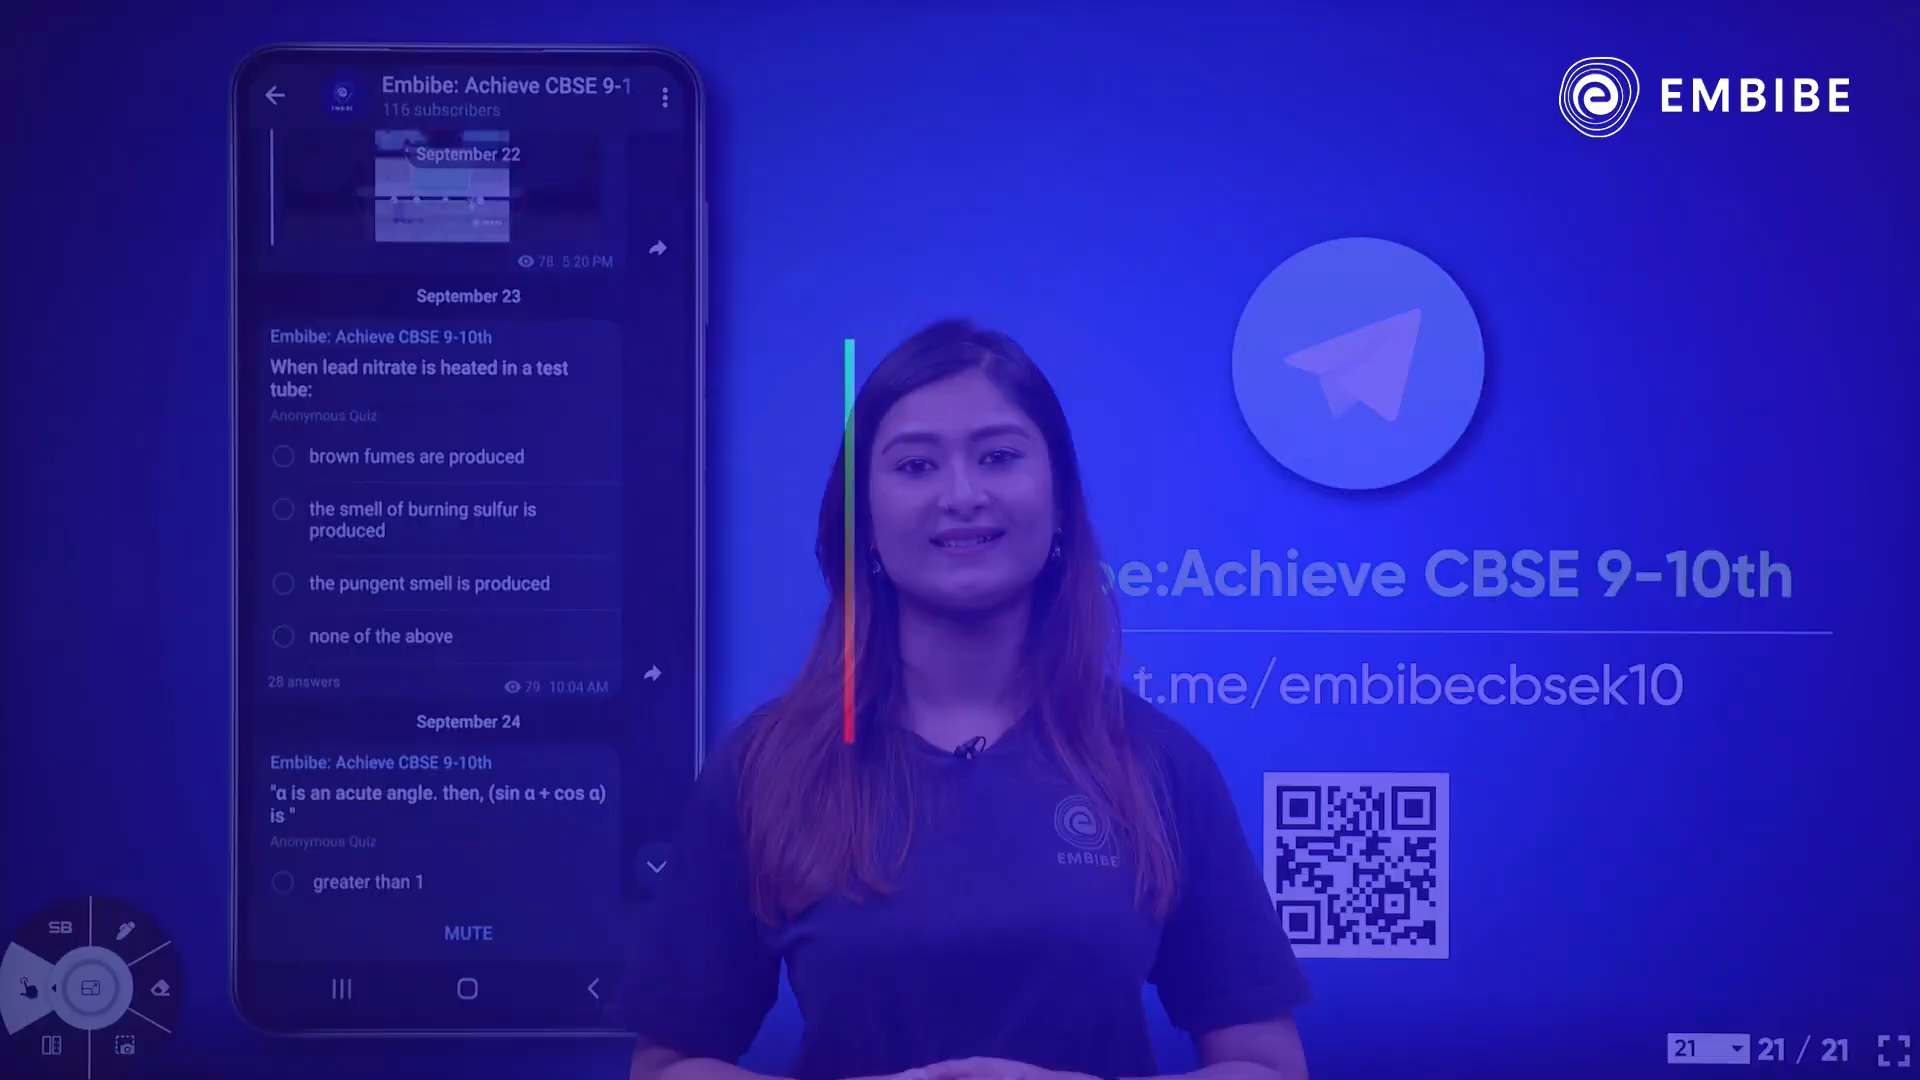 Embibe: Achieve CBSE 9-1
116 subscribers
September 22
78 5:20 PM
September 23
Embibe: Achieve CBSE 9-10th
When lead nitrate is heated in a test
tube:
Anonymous Quiz
brown fumes are produced
the smell of burning sulfur is
produced
the pungent smell is produced
none of the above
28 answers
79 10:04 AM
September 24
Embibe: Achieve CBSE 9-10th
"α is an acute angle. then, (sin α + cos α)
is "
Anonymous Quiz
greater than 1
MUTE
EMBIBE
e:Achieve CBSE 9-10th
t.me/embibecbsek10
EMBIBE
SB
21 21 / 21